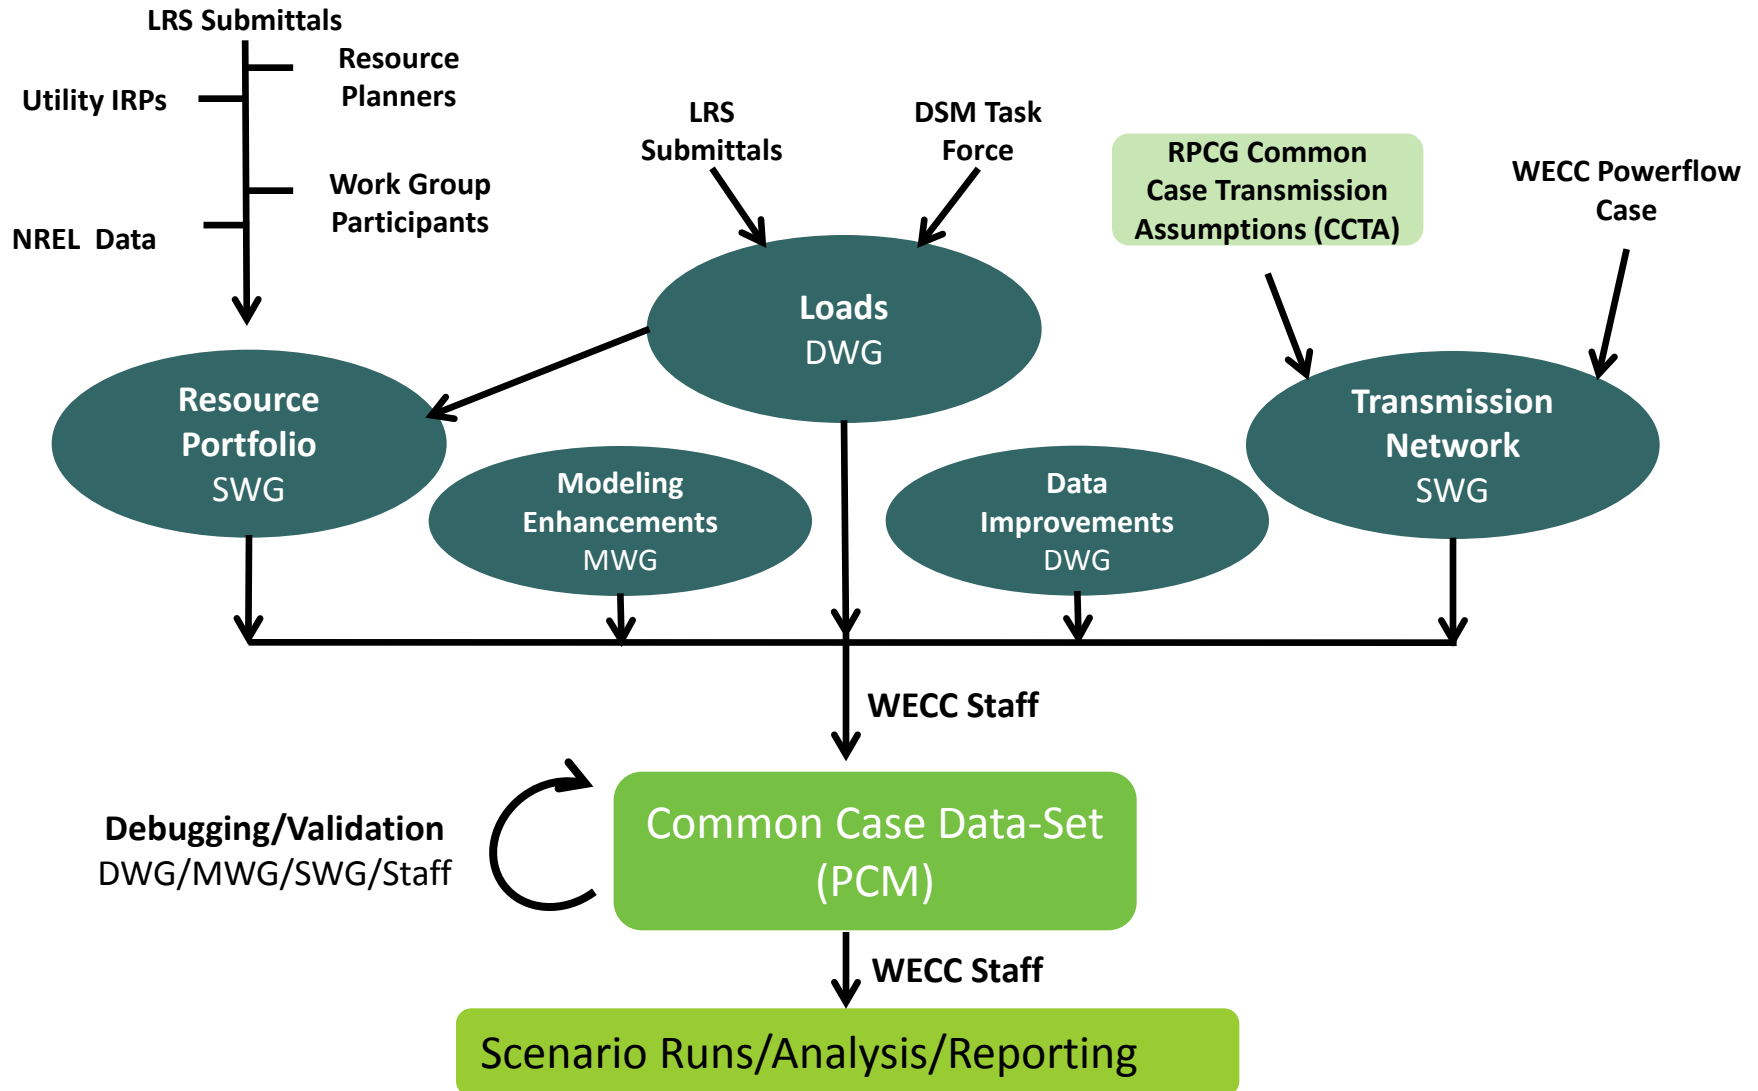 LRS Submittals
Resource
Planners
Utility IRPs
Work Group
Participants
NREL Data
LRS
Submittals
DSM Task
Force
RPCG Common
Case Transmission
Assumptions (CCTA)
WECC Powerflow
Case
Loads
DWG
Resource
Portfolio
SWG
Modeling
Enhancements
MWG
Data
Improvements
DWG
Transmission
Network
SWG
WECC Staff
Debugging/Validation
DWG/MWG/SWG/Staff
Common Case Data-Set
(PCM)
WECC Staff
Scenario Runs/Analysis/Reporting